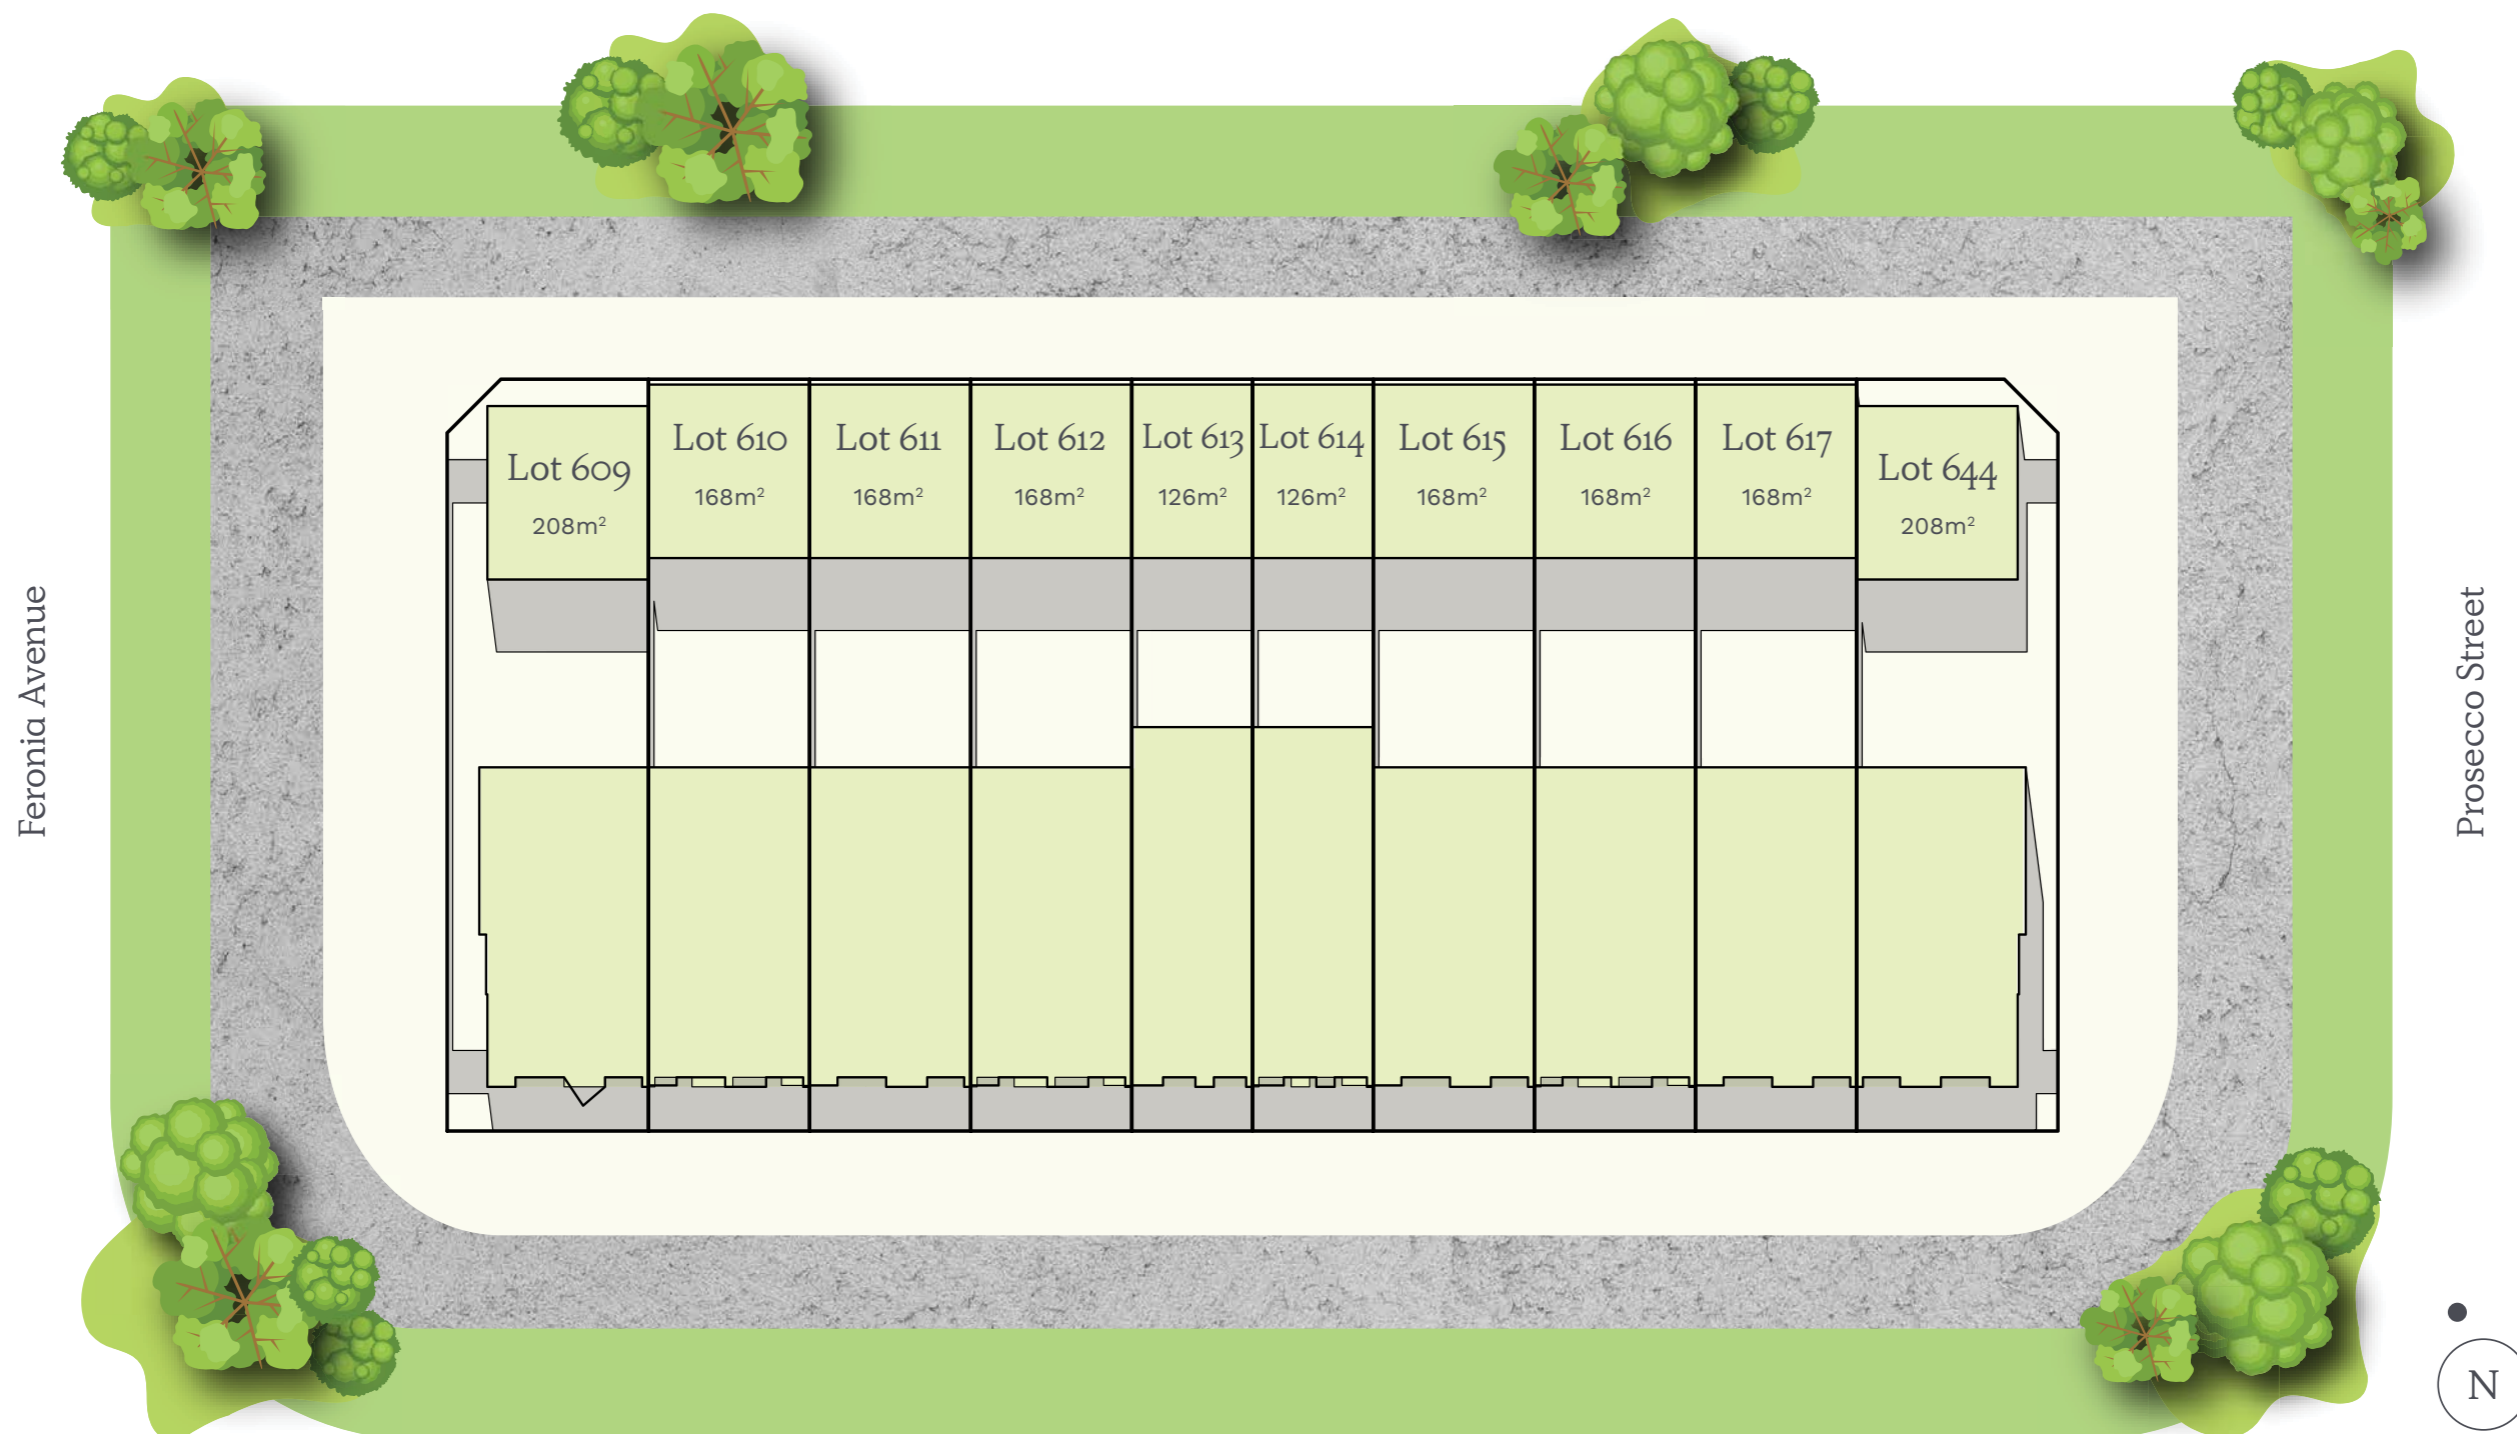 Lot 609
208m²
Lot 610
168m²
Lot 611
168m²
Lot 612
168m²
Lot 613
126m²
Lot 614
126m²
Lot 615
168m²
Lot 616
168m²
Lot 617
168m²
Lot 644
208m²
Feronia Avenue
Prosecco Street
N